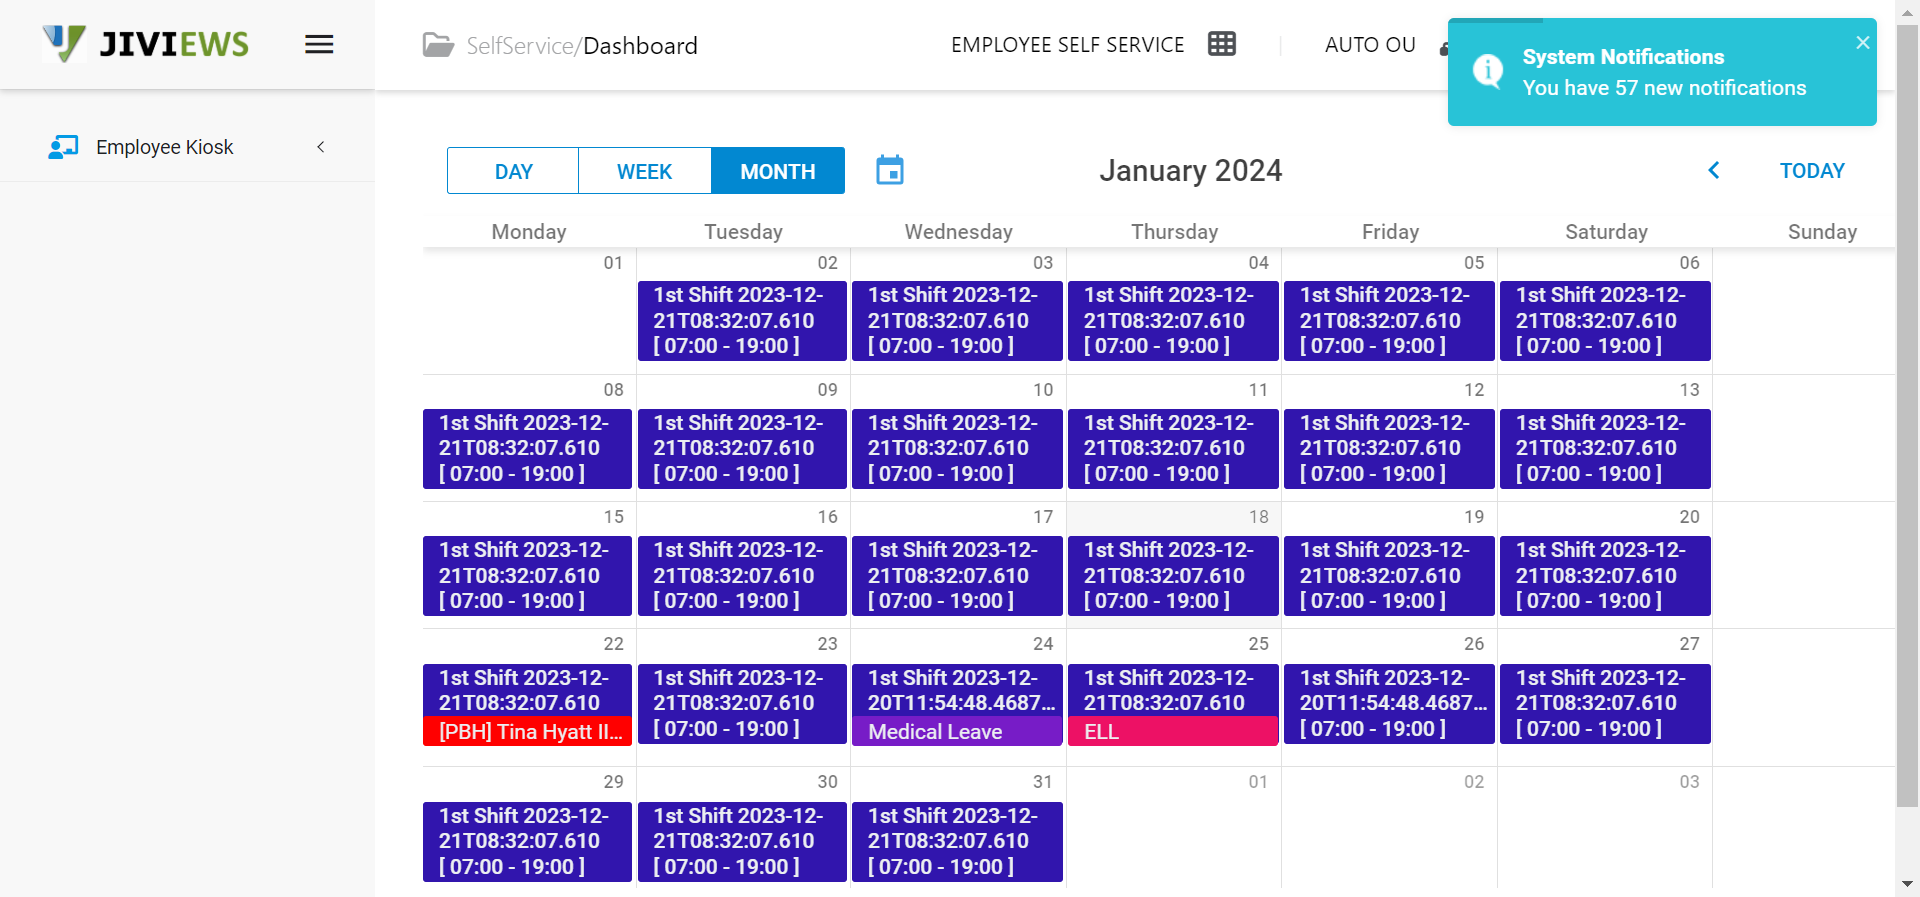 JIVIEWS
SelfService/Dashboard
EMPLOYEE SELF SERVICE
AUTO OU
System Notifications
You have 57 new notifications
Employee Kiosk
DAY WEEK MONTH
January 2024
TODAY
Monday Tuesday Wednesday Thursday Friday Saturday Sunday
01 02 03 04 05 06
1st Shift 2023-12- 1st Shift 2023-12- 1st Shift 2023-12- 1st Shift 2023-12- 1st Shift 2023-12-
21T08:32:07.610 21T08:32:07.610 21T08:32:07.610 21T08:32:07.610 21T08:32:07.610
[ 07:00 - 19:00 ] [ 07:00 - 19:00 ] [ 07:00 - 19:00 ] [ 07:00 - 19:00 ] [ 07:00 - 19:00 ]
08 09 10 11 12 13
1st Shift 2023-12- 1st Shift 2023-12- 1st Shift 2023-12- 1st Shift 2023-12- 1st Shift 2023-12- 1st Shift 2023-12-
21T08:32:07.610 21T08:32:07.610 21T08:32:07.610 21T08:32:07.610 21T08:32:07.610 21T08:32:07.610
[ 07:00 - 19:00 ] [ 07:00 - 19:00 ] [ 07:00 - 19:00 ] [ 07:00 - 19:00 ] [ 07:00 - 19:00 ] [ 07:00 - 19:00 ]
15 16 17 18 19 20
1st Shift 2023-12- 1st Shift 2023-12- 1st Shift 2023-12- 1st Shift 2023-12- 1st Shift 2023-12- 1st Shift 2023-12-
21T08:32:07.610 21T08:32:07.610 21T08:32:07.610 21T08:32:07.610 21T08:32:07.610 21T08:32:07.610
[ 07:00 - 19:00 ] [ 07:00 - 19:00 ] [ 07:00 - 19:00 ] [ 07:00 - 19:00 ] [ 07:00 - 19:00 ] [ 07:00 - 19:00 ]
22 23 24 25 26 27
1st Shift 2023-12- 1st Shift 2023-12- 1st Shift 2023-12- 1st Shift 2023-12- 1st Shift 2023-12- 1st Shift 2023-12-
21T08:32:07.610 21T08:32:07.610 20T11:54:48.4687... 21T08:32:07.610 20T11:54:48.4687... 21T08:32:07.610
[PBH] Tina Hyatt II... [ 07:00 - 19:00 ] Medical Leave ELL [ 07:00 - 19:00 ] [ 07:00 - 19:00 ]
29 30 31 01 02 03
1st Shift 2023-12- 1st Shift 2023-12- 1st Shift 2023-12-
21T08:32:07.610 21T08:32:07.610 21T08:32:07.610
[ 07:00 - 19:00 ] [ 07:00 - 19:00 ] [ 07:00 - 19:00 ]